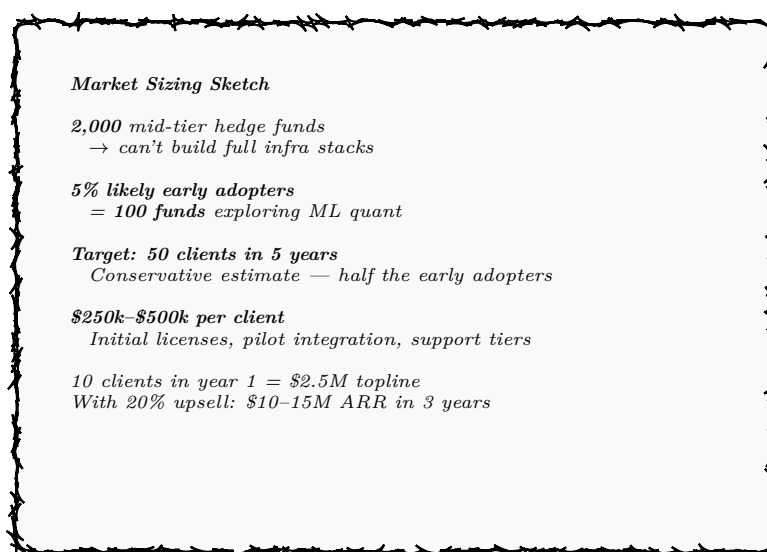 Market Sizing Sketch
2,000 mid-tier hedge funds
→ can't build full infra stacks
5% likely early adopters
= 100 funds exploring ML quant
Target: 50 clients in 5 years
Conservative estimate — half the early adopters
$250k–$500k per client
Initial licenses, pilot integration, support tiers
10 clients in year 1 = $2.5M topline
With 20% upsell: $10–15M ARR in 3 years